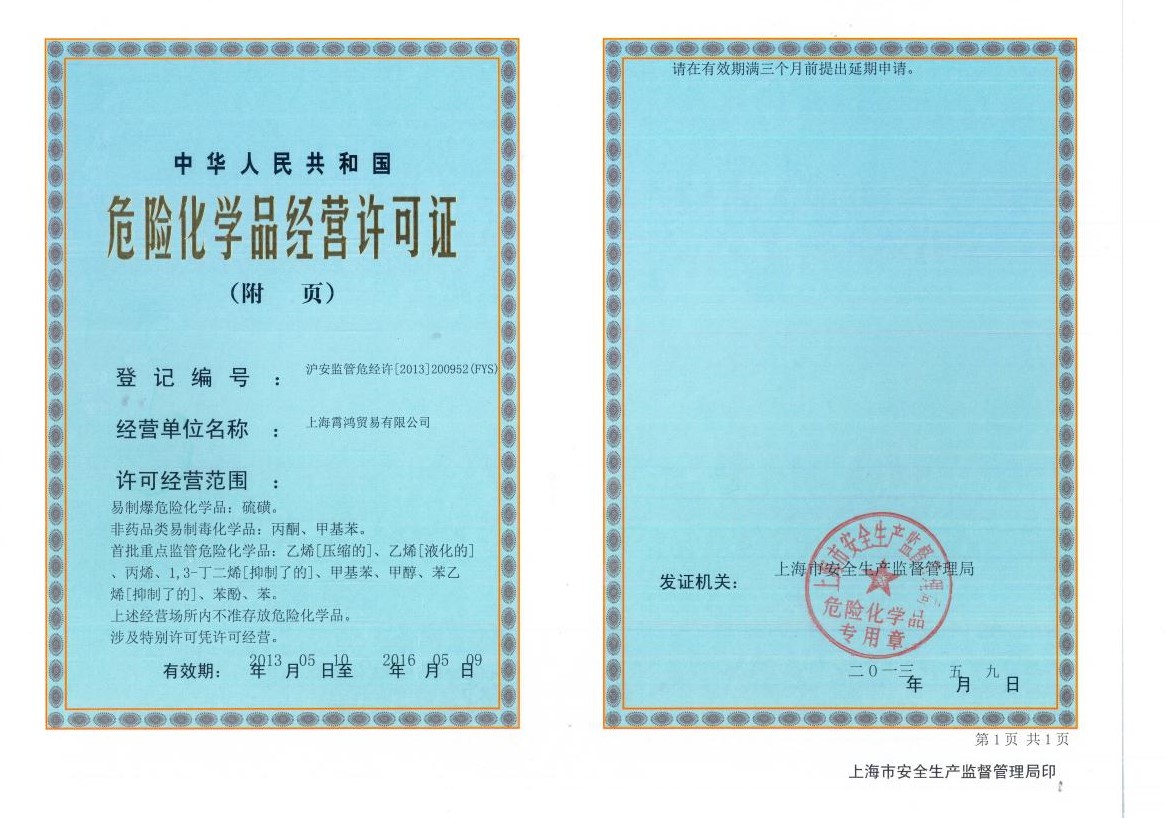 中华人民共和国
危险化学品经营许可证
（附 页）
登记编号： 沪安监管危经许[2013]200952(FYS)
经营单位名称： 上海霄鸿贸易有限公司
许可经营范围：
易制爆危险化学品：硫磺。
非药品类易制毒化学品：丙酮、甲基苯。
首批重点监管危险化学品：乙烯[压缩的]、乙烯[液化的]
、丙烯、1,3-丁二烯[抑制了的]、甲基苯、甲醇、苯乙
烯[抑制了的]、苯酚、苯。
上述经营场所内不准存放危险化学品。
涉及特别许可凭许可经营。
有效期： 2013年05月10日至2016年05月09日
请在有效期满三个月前提出延期申请。
发证机关： 上海市安全生产监督管理局
上海市安全生产监督管理局
危险化学品
专用章
二〇一三年五月九日
第1页 共1页
上海市安全生产监督管理局印